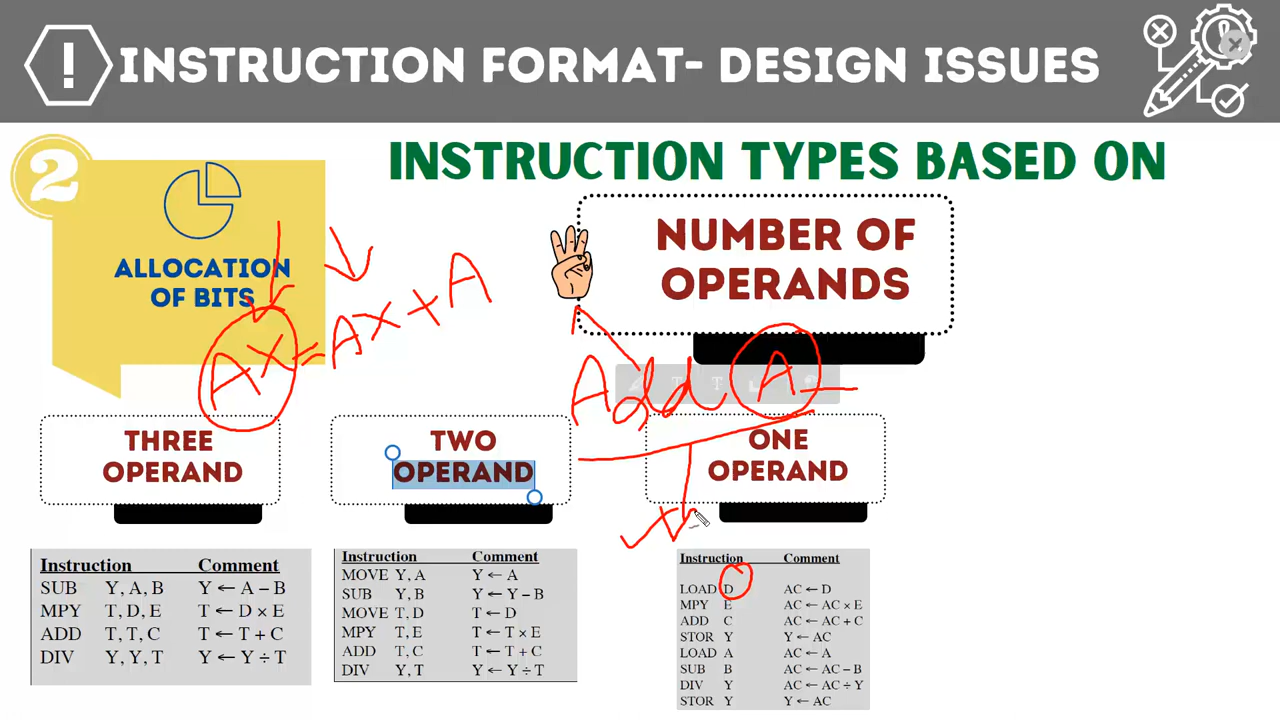 INSTRUCTION FORMAT- DESIGN ISSUES
2
ALLOCATION
OF BITS
INSTRUCTION TYPES BASED ON
NUMBER OF
OPERANDS
AX = AX + A
Add A
THREE
OPERAND
TWO
OPERAND
ONE
OPERAND
Instruction Comment
SUB Y, A, B Y ← A – B
MPY T, D, E T ← D × E
ADD T, T, C T ← T + C
DIV Y, Y, T Y ← Y ÷ T
Instruction Comment
MOVE Y, A Y ← A
SUB Y, B Y ← Y – B
MOVE T, D T ← D
MPY T, E T ← T × E
ADD T, C T ← T + C
DIV Y, T Y ← Y ÷ T
Instruction Comment
LOAD D AC ← D
MPY E AC ← AC × E
ADD C AC ← AC + C
STOR Y Y ← AC
LOAD A AC ← A
SUB B AC ← AC – B
DIV Y AC ← AC ÷ Y
STOR Y Y ← AC